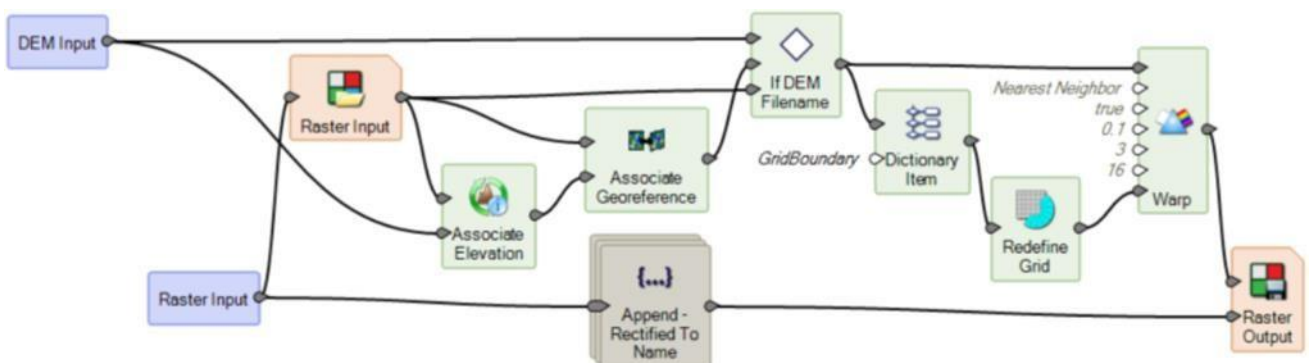 DEM Input
Raster Input
If DEM
Filename
Nearest Neighbor
true
0.1
3
16
Warp
GridBoundary
Dictionary
Item
Associate
Georeference
Associate
Elevation
Redefine
Grid
Raster Input
{...}
Append -
Rectified To
Name
Raster
Output